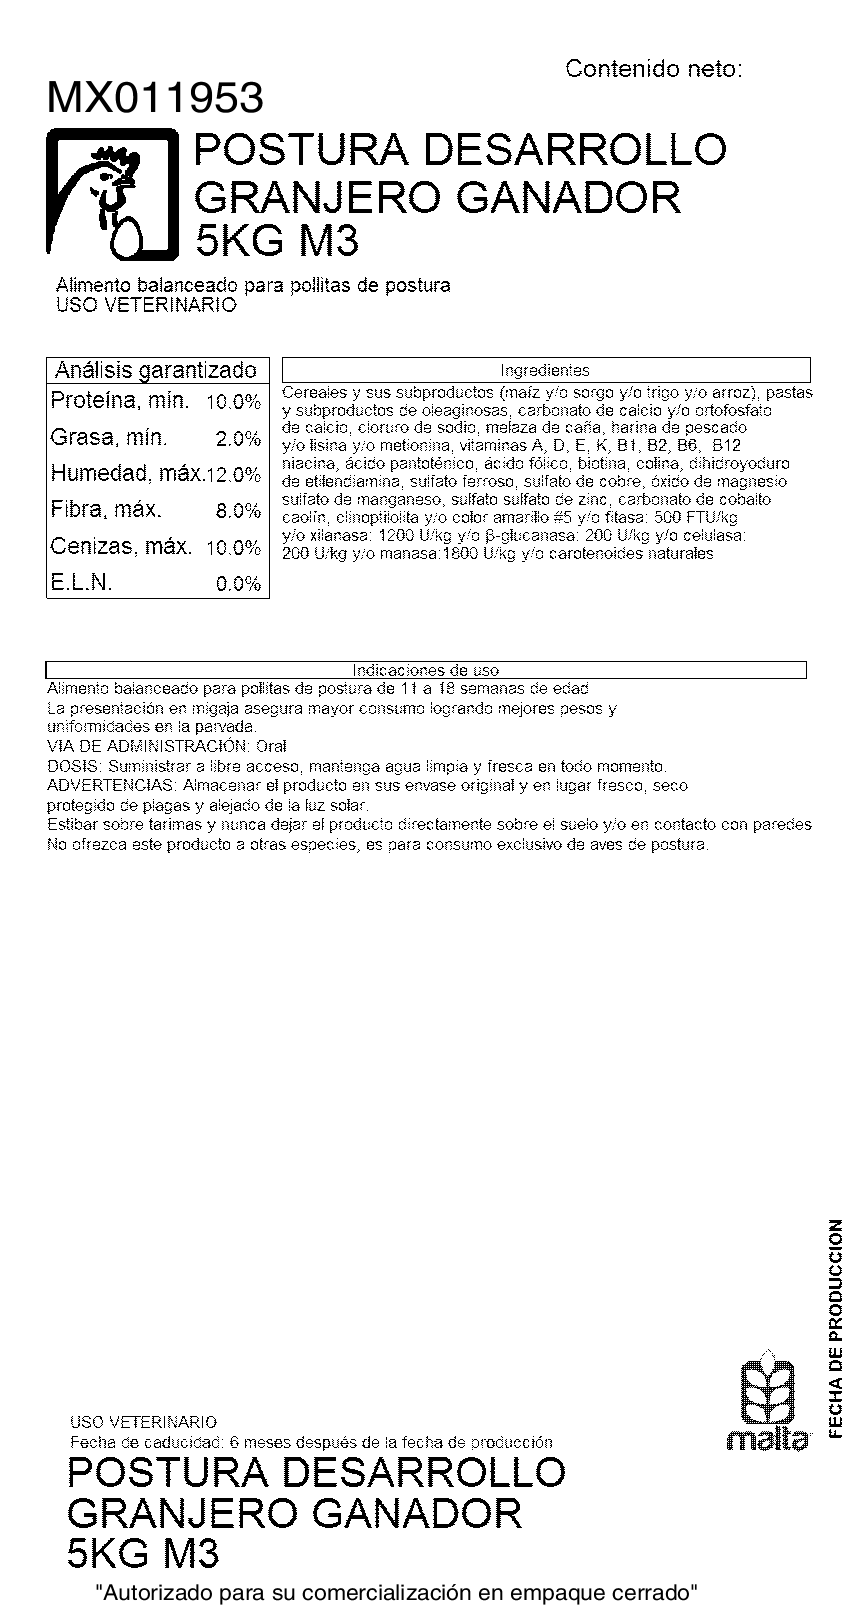 Contenido neto:
MX011953
POSTURA DESARROLLO
GRANJERO GANADOR
5KG M3
Alimento balanceado para pollitas de postura
USO VETERINARIO
Análisis garantizado
Proteína, mín. 10.0%
Grasa, mín. 2.0%
Humedad, máx. 12.0%
Fibra, máx. 8.0%
Cenizas, máx. 10.0%
E.L.N. 0.0%
Ingredientes
Cereales y sus subproductos (maíz y/o sorgo y/o trigo y/o arroz), pastas
y subproductos de oleaginosas, carbonato de calcio y/o ortofosfato
de calcio, cloruro de sodio, melaza de caña, harina de pescado
y/o lisina y/o metionina, vitaminas A, D, E, K, B1, B2, B6, B12
niacina, ácido pantoténico, ácido fólico, biotina, colina, dihidroyoduro
de etilendiamina, sulfato ferroso, sulfato de cobre, óxido de magnesio
sulfato de manganeso, sulfato sulfato de zinc, carbonato de cobalto
caolín, clinoptilolita y/o color amarillo #5 y/o fitasa: 500 FTU/kg
y/o xilanasa: 1200 U/kg y/o β-glucanasa: 200 U/kg y/o celulasa:
200 U/kg y/o manasa:1800 U/kg y/o carotenoides naturales
Indicaciones de uso
Alimento balanceado para pollitas de postura de 11 a 18 semanas de edad
La presentación en migaja asegura mayor consumo logrando mejores pesos y
uniformidades en la parvada.
VIA DE ADMINISTRACIÓN: Oral
DOSIS: Suministrar a libre acceso, mantenga agua limpia y fresca en todo momento.
ADVERTENCIAS: Almacenar el producto en sus envase original y en lugar fresco, seco
protegido de plagas y alejado de la luz solar.
Estibar sobre tarimas y nunca dejar el producto directamente sobre el suelo y/o en contacto con paredes
No ofrezca este producto a otras especies, es para consumo exclusivo de aves de postura.
FECHA DE PRODUCCION
malta
USO VETERINARIO
Fecha de caducidad: 6 meses después de la fecha de producción
POSTURA DESARROLLO
GRANJERO GANADOR
5KG M3
"Autorizado para su comercialización en empaque cerrado"